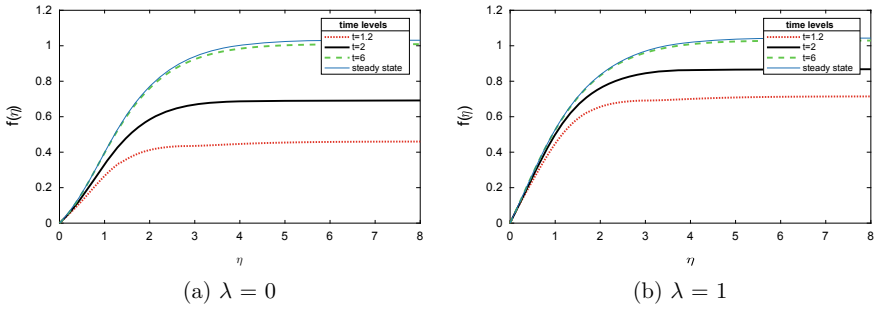 1.2
1
0.8
0.6
0.4
0.2
0
f(η)
0 1 2 3 4 5 6 7 8
η
time levels
t=1.2
t=2
t=6
steady state
(a) λ = 0
1.2
1
0.8
0.6
0.4
0.2
0
f(η)
0 1 2 3 4 5 6 7 8
η
time levels
t=1.2
t=2
t=6
steady state
(b) λ = 1